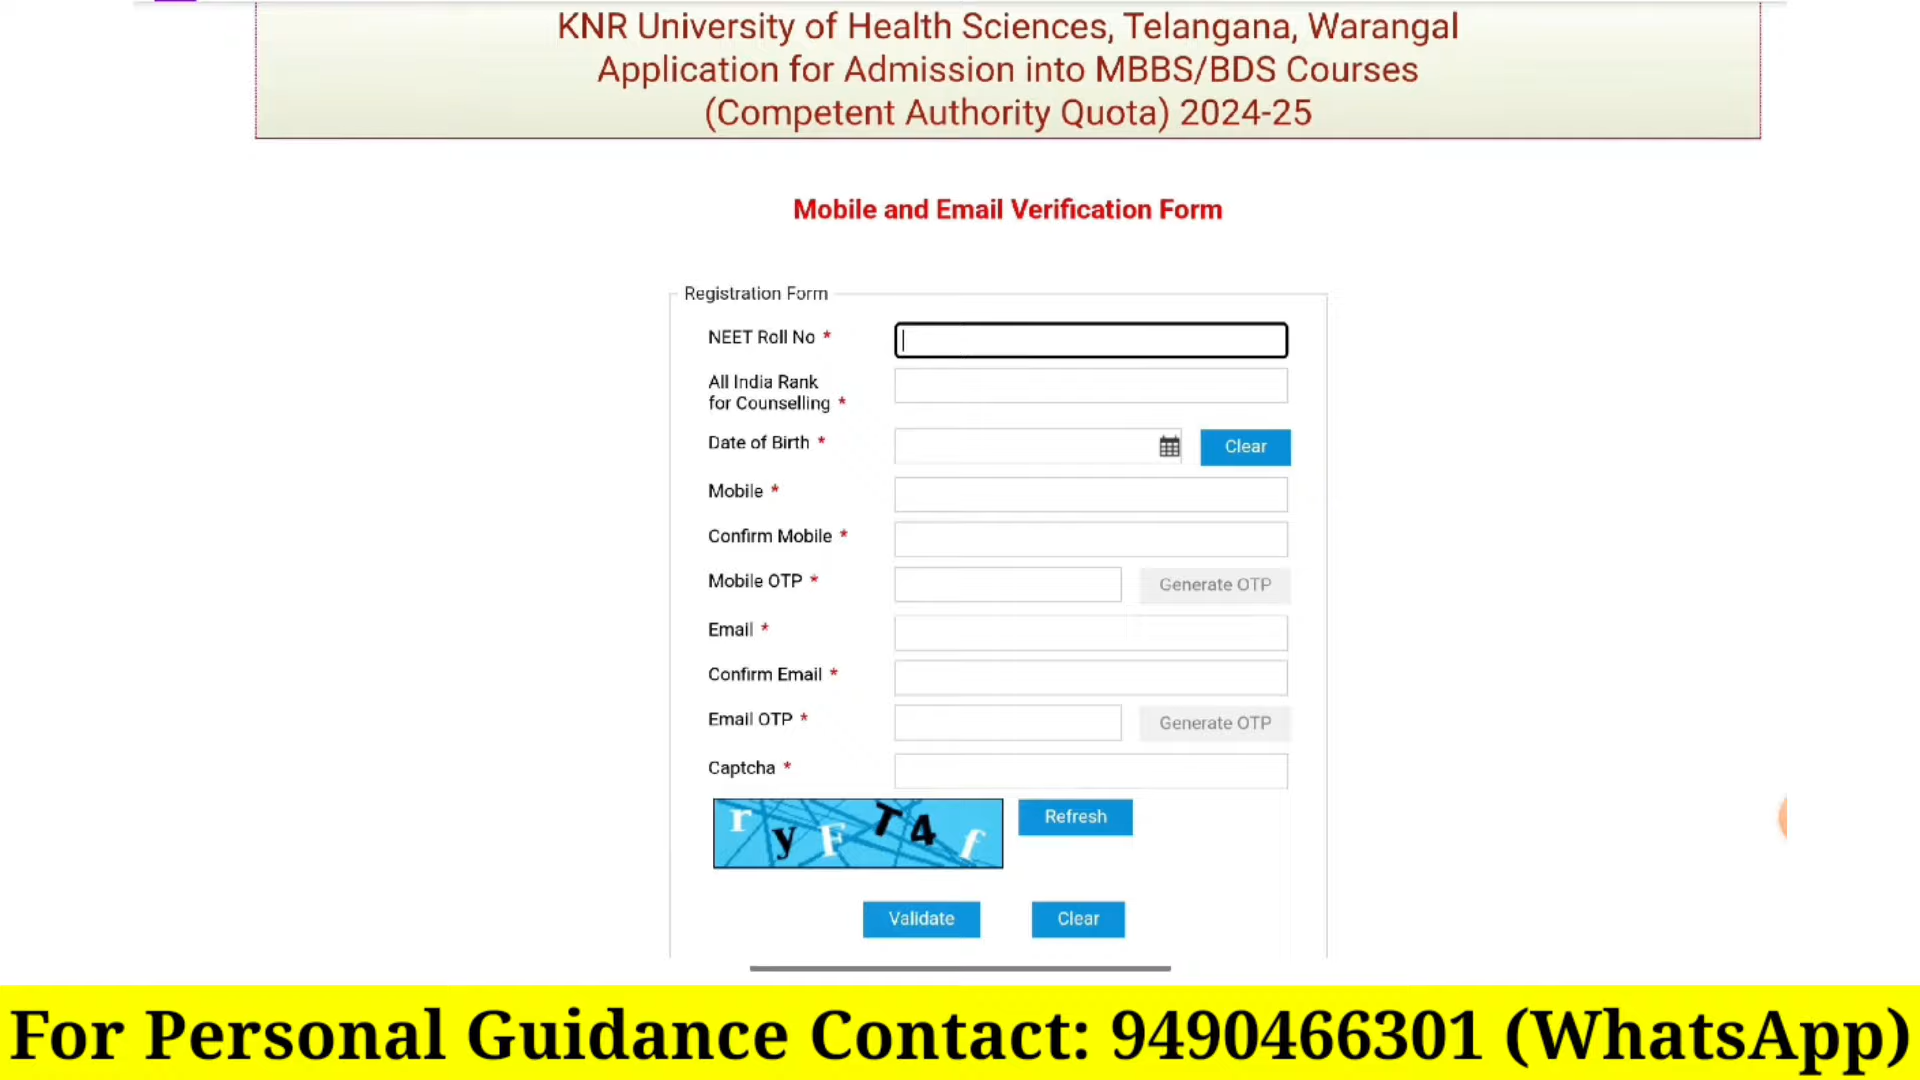 KNR University of Health Sciences, Telangana, Warangal
Application for Admission into MBBS/BDS Courses
(Competent Authority Quota) 2024-25
Mobile and Email Verification Form
Registration Form
NEET Roll No *
All India Rank
for Counselling *
Date of Birth *
Clear
Mobile *
Confirm Mobile *
Mobile OTP *
Generate OTP
Email *
Confirm Email *
Email OTP *
Generate OTP
Captcha *
r y F T 4 f
Refresh
Validate
Clear
For Personal Guidance Contact: 9490466301 (WhatsApp)